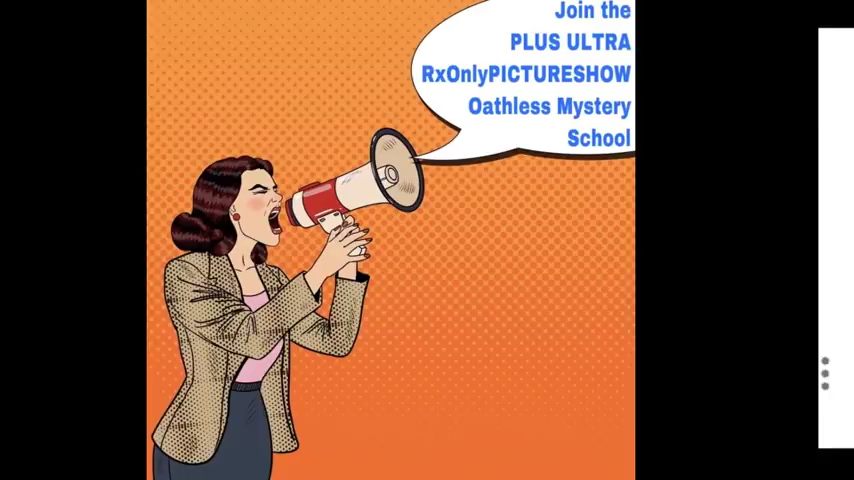 Join the
PLUS ULTRA
RxOnlyPICTURESHOW
Oathless Mystery
School